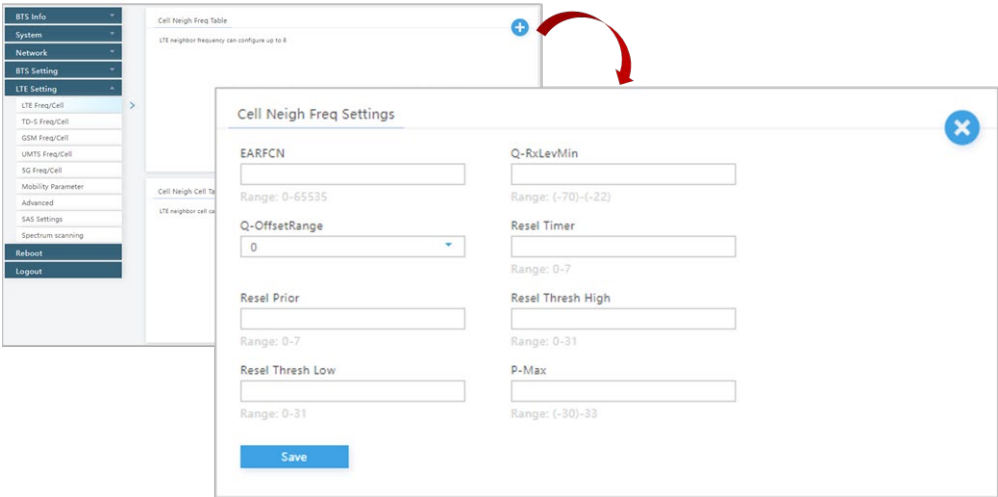 BTS Info
System
Network
BTS Setting
LTE Setting
LTE Freq/Cell
TD-S Freq/Cell
GSM Freq/Cell
UMTS Freq/Cell
5G Freq/Cell
Mobility Parameter
Advanced
SAS Settings
Spectrum scanning
Reboot
Logout
Cell Neigh Freq Table
LTE neighbor frequency can configure up to 8
Cell Neigh Cell Ta
LTE neighbor cell ca
Cell Neigh Freq Settings
EARFCN
Range: 0-65535
Q-RxLevMin
Range: (-70)-(-22)
Q-OffsetRange
0
Resel Timer
Range: 0-7
Resel Prior
Range: 0-7
Resel Thresh High
Range: 0-31
Resel Thresh Low
Range: 0-31
P-Max
Range: (-30)-33
Save